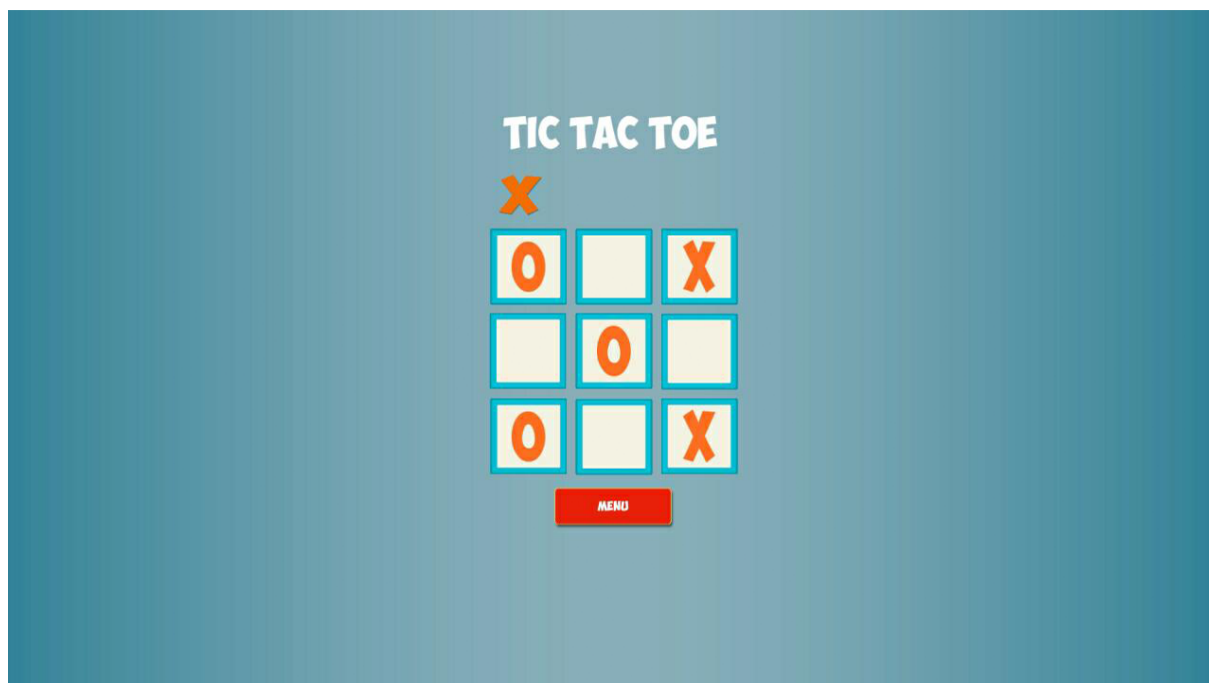 TIC TAC TOE
X
O X
O
O X
MENU